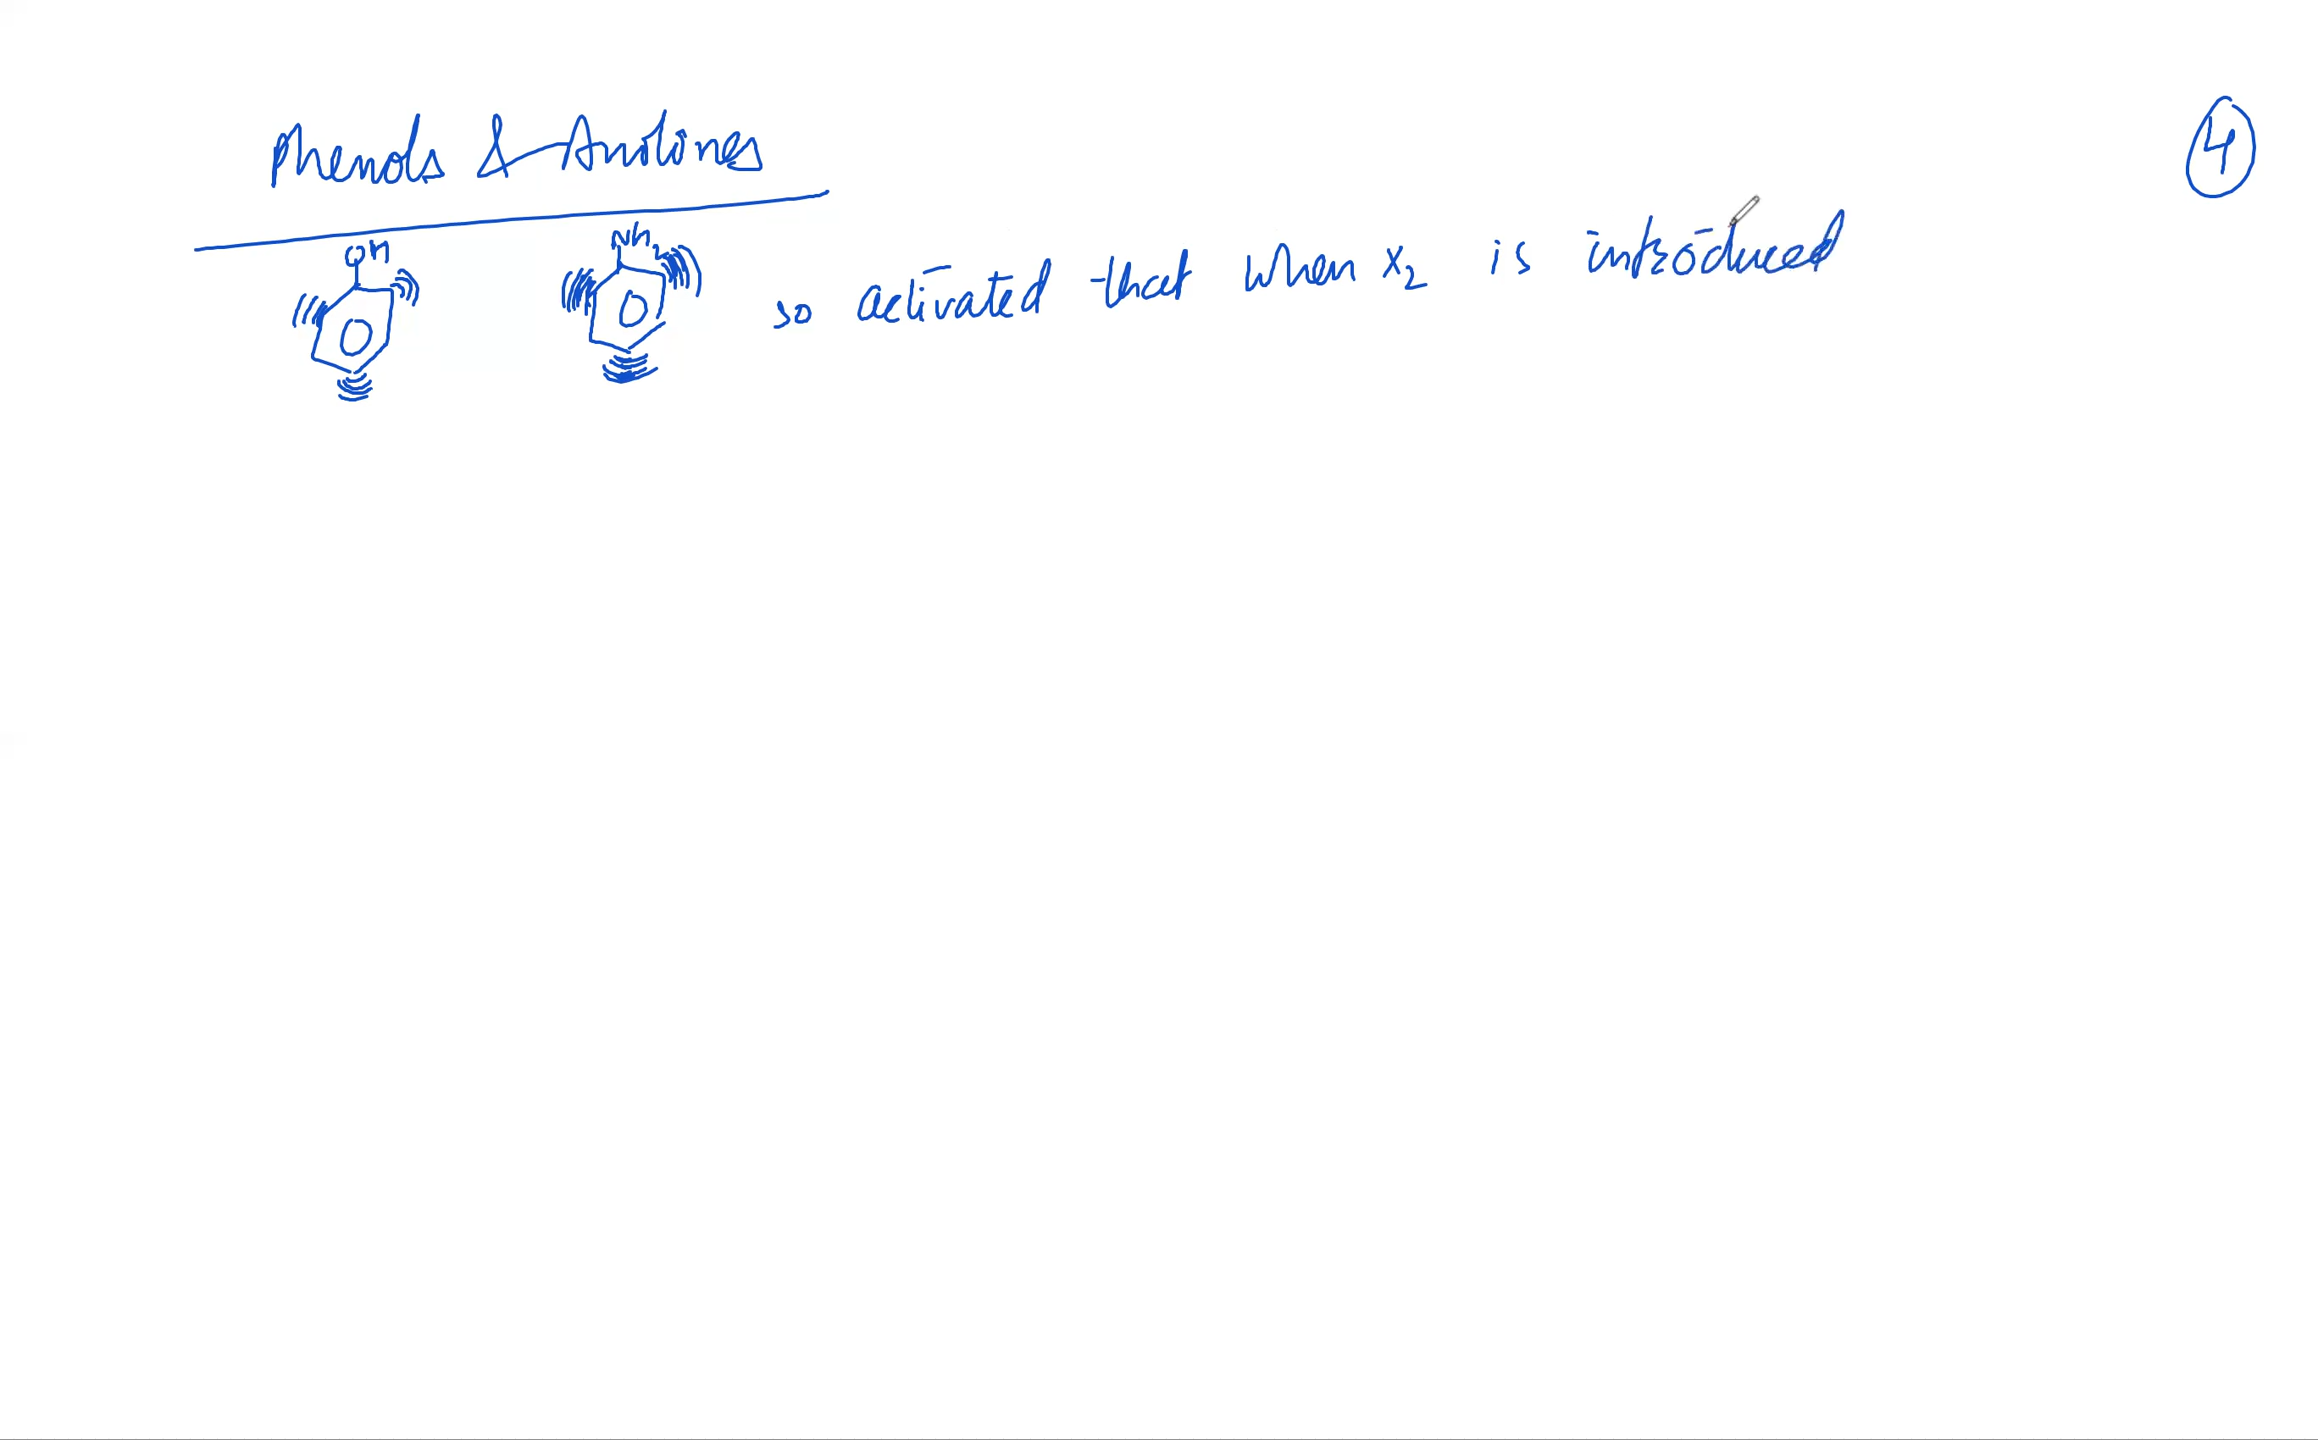 Phenols & Anilines
4
OH
NH2
so activated that when X2 is introduced